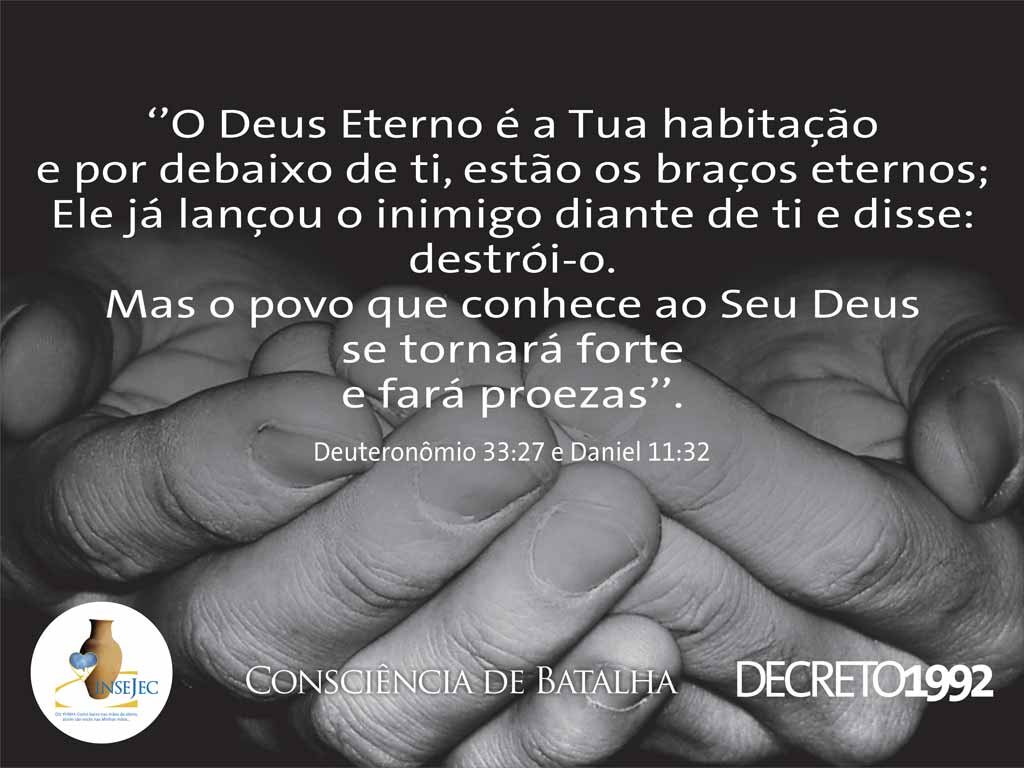 ‘’O Deus Eterno é a Tua habitação
e por debaixo de ti, estão os braços eternos;
Ele já lançou o inimigo diante de ti e disse:
destrói-o.
Mas o povo que conhece ao Seu Deus
se tornará forte
e fará proezas’’.
Deuteronômio 33:27 e Daniel 11:32
INSEJEC
CONSCIÊNCIA DE BATALHA
DECRETO1992